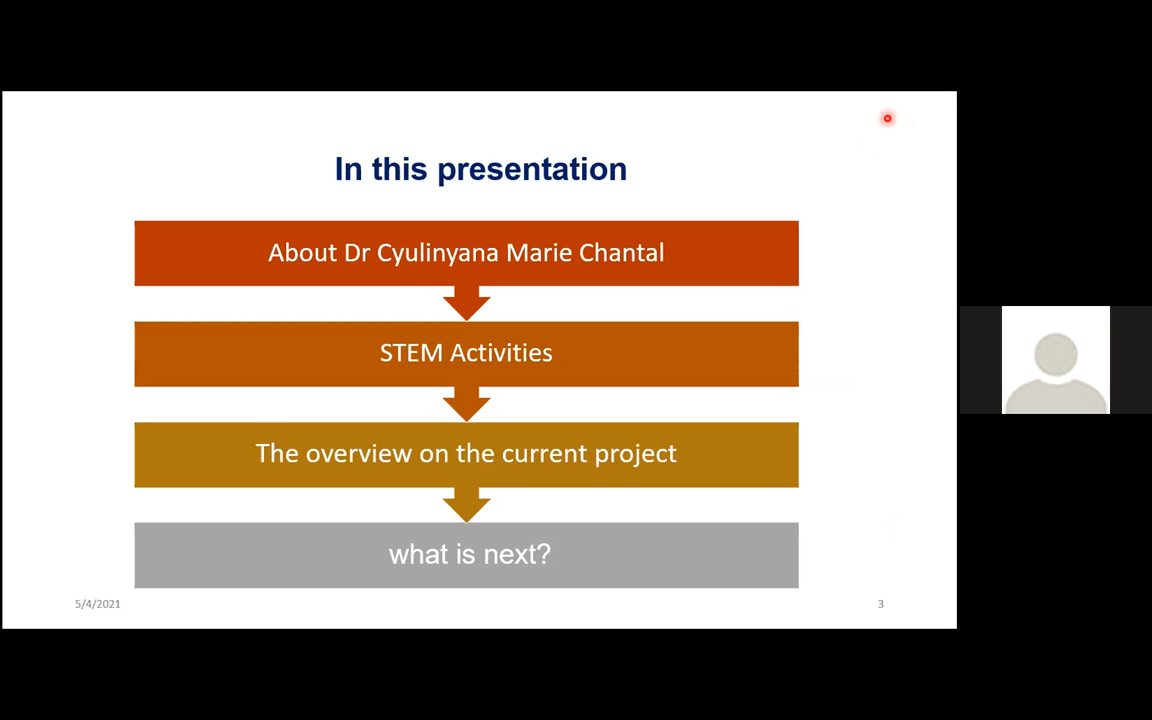 In this presentation
About Dr Cyulinyana Marie Chantal
STEM Activities
The overview on the current project
what is next?
5/4/2021
3